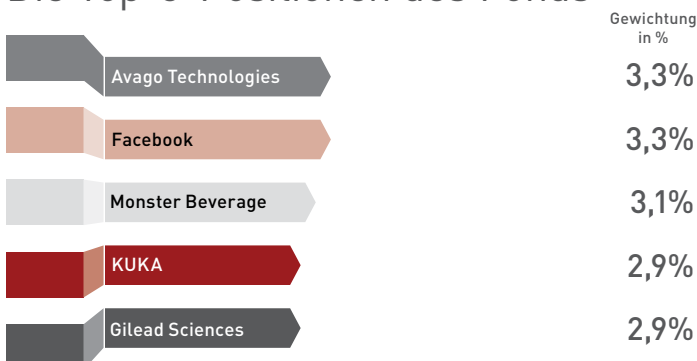 Gewichtung
in %
Avago Technologies 3,3%
Facebook 3,3%
Monster Beverage 3,1%
KUKA 2,9%
Gilead Sciences 2,9%